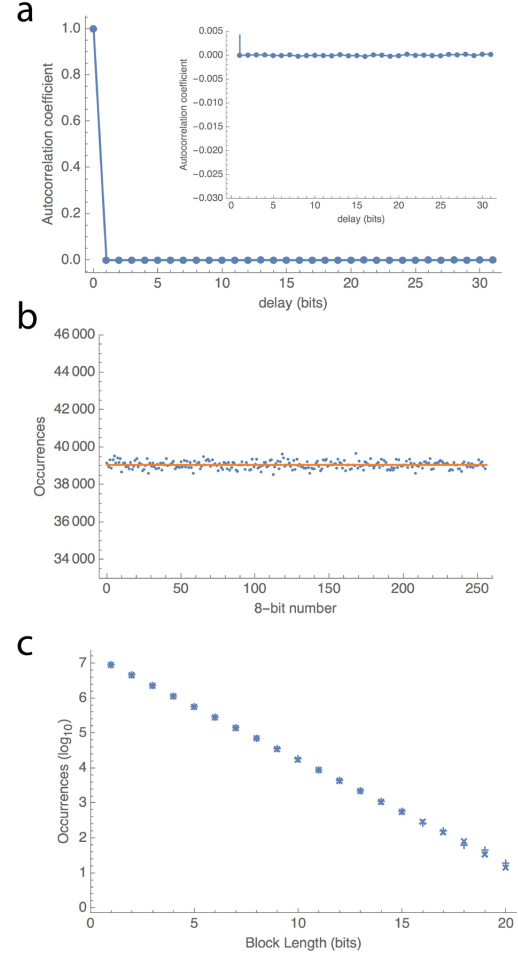 a
1.0
0.8
0.6
0.4
0.2
0.0
Autocorrelation coefficient
0 5 10 15 20 25 30
delay (bits)
0.005
0.000
−0.005
−0.010
−0.015
−0.020
−0.025
−0.030
Autocorrelation coefficient
0 5 10 15 20 25 30
delay (bits)
b
46 000
44 000
42 000
40 000
38 000
36 000
34 000
Occurrences
0 50 100 150 200 250
8−bit number
c
7
6
5
4
3
2
1
0
Occurrences (log10)
0 5 10 15 20
Block Length (bits)